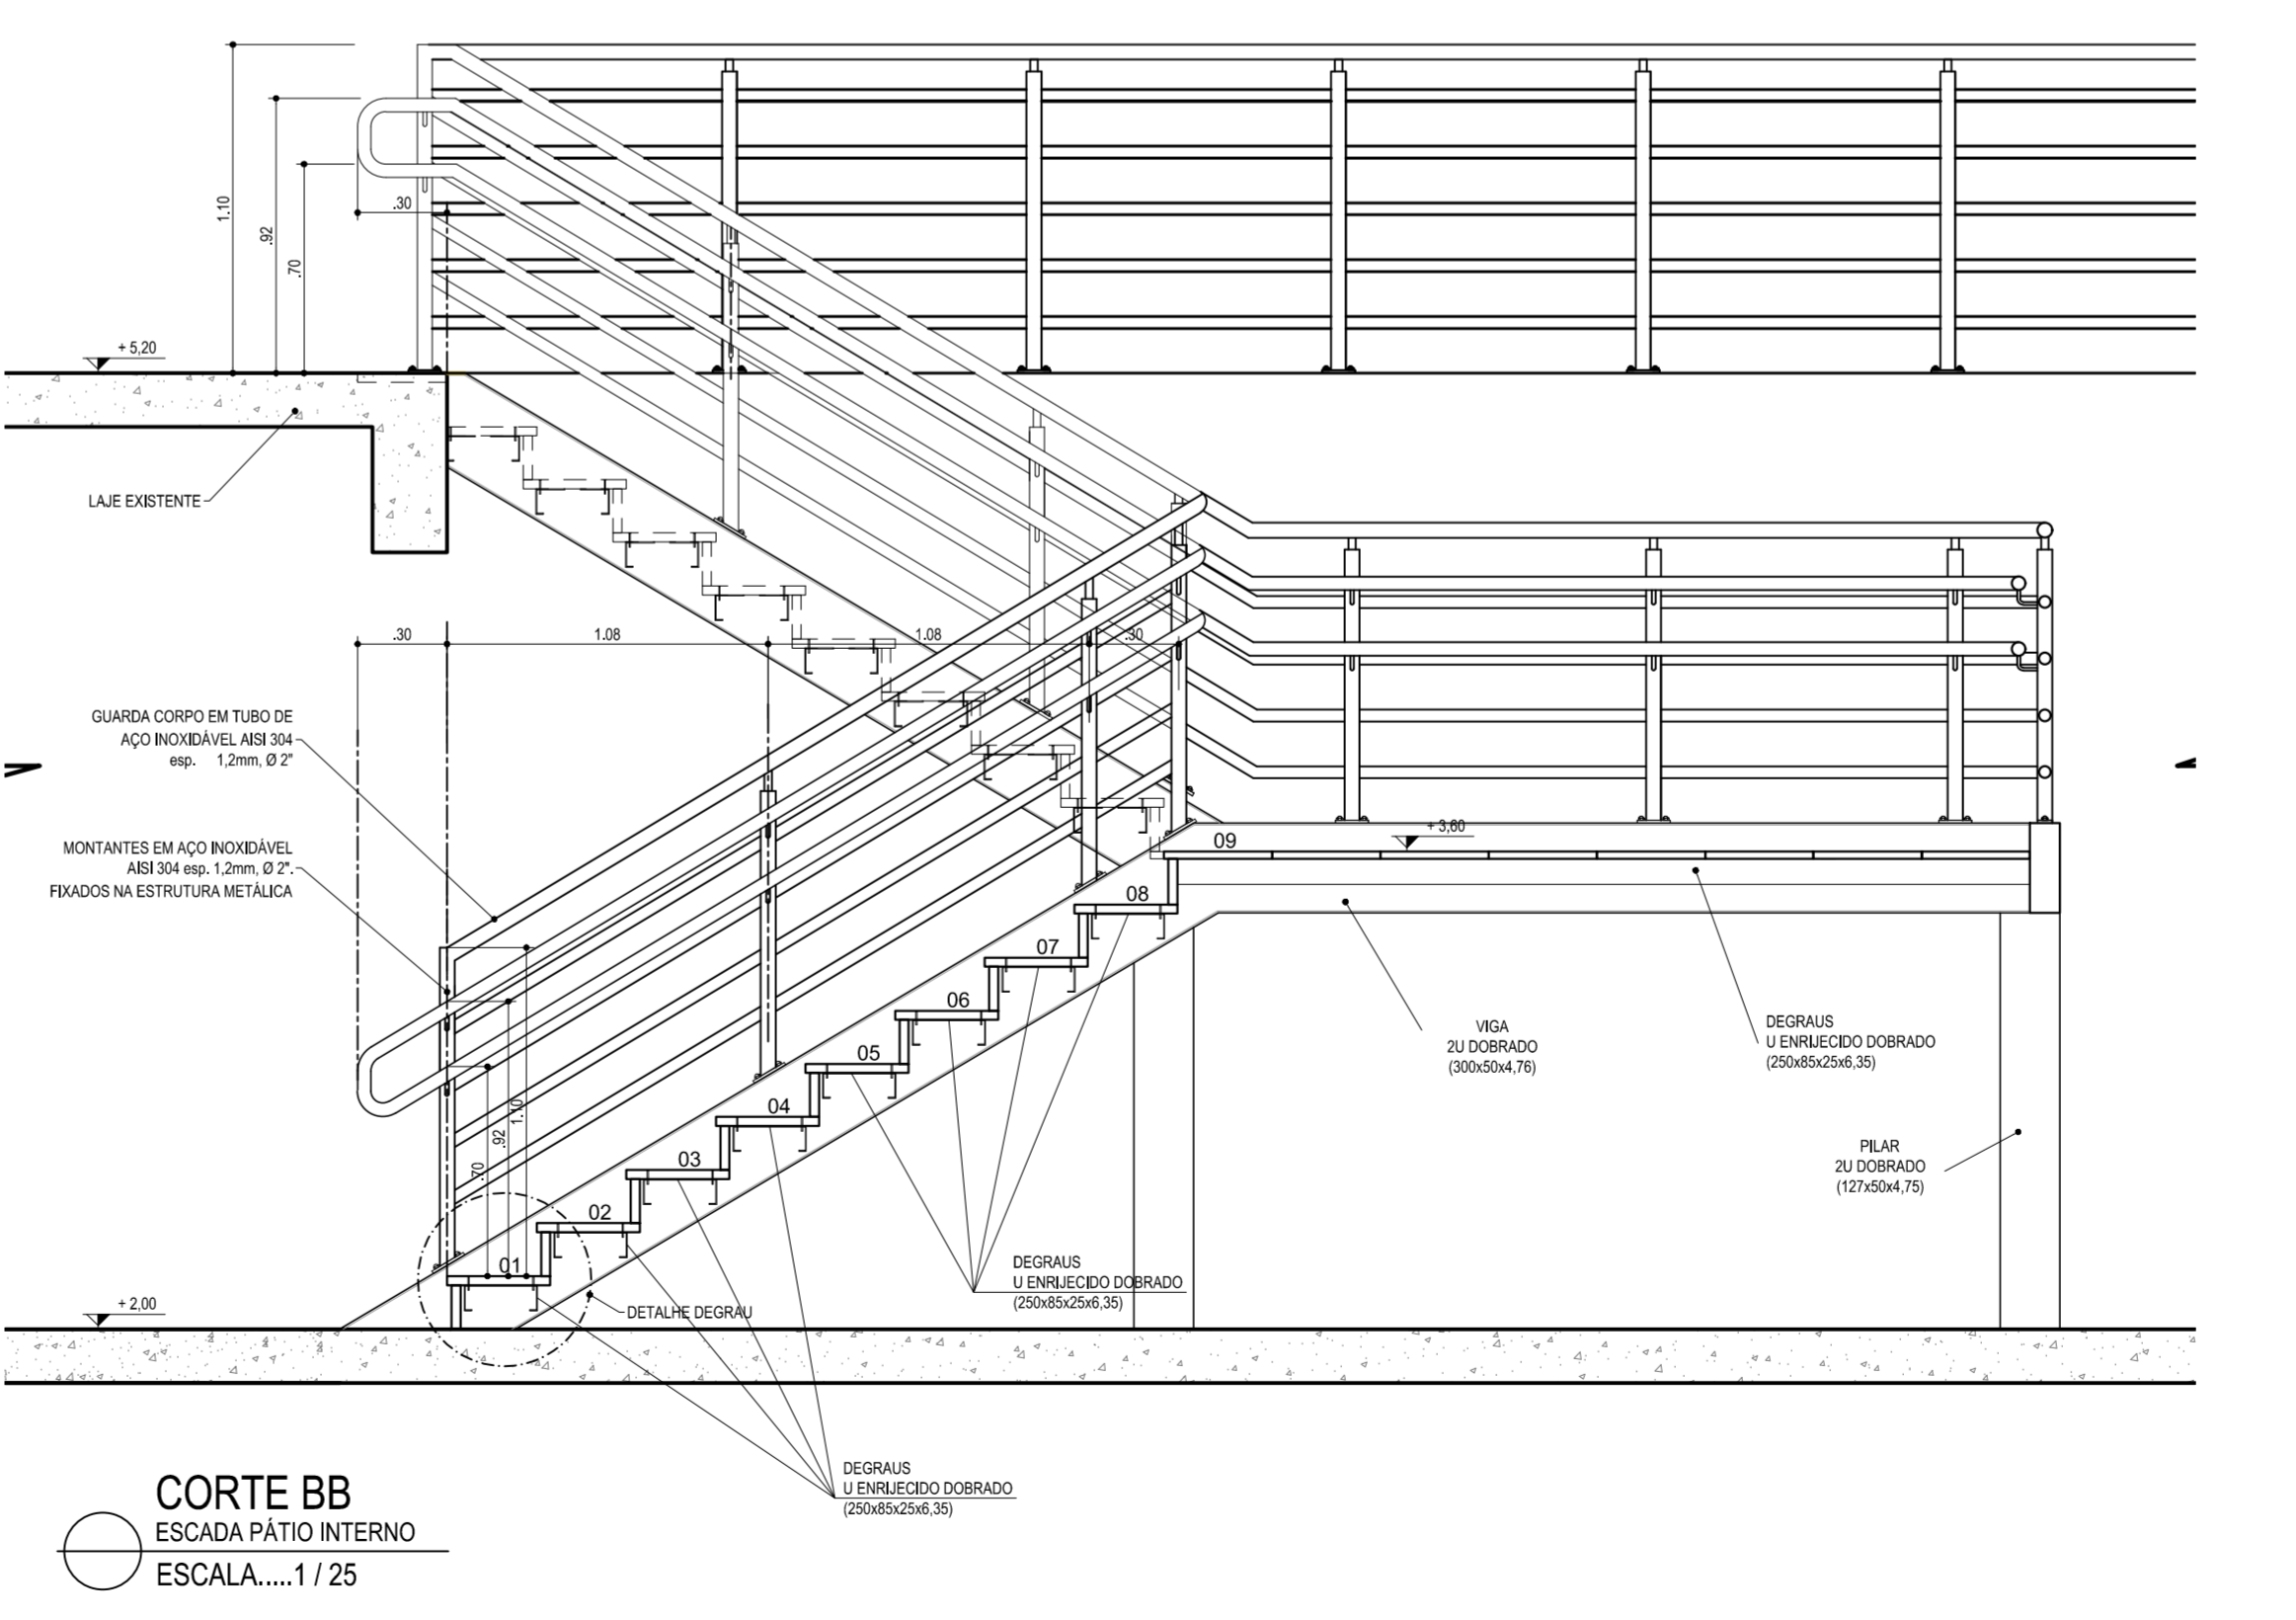 1.10
.92
.70
.30
+ 5,20
LAJE EXISTENTE
.30
1.08
1.08
.30
GUARDA CORPO EM TUBO DE
AÇO INOXIDÁVEL AISI 304
esp. 1,2mm, Ø 2"
MONTANTES EM AÇO INOXIDÁVEL
AISI 304 esp. 1,2mm, Ø 2".
FIXADOS NA ESTRUTURA METÁLICA
+ 3,60
09
08
07
06
05
04
03
02
01
1.10
.92
.70
VIGA
2U DOBRADO
(300x50x4,76)
DEGRAUS
U ENRIJECIDO DOBRADO
(250x85x25x6,35)
PILAR
2U DOBRADO
(127x50x4,75)
DEGRAUS
U ENRIJECIDO DOBRADO
(250x85x25x6,35)
+ 2,00
DETALHE DEGRAU
DEGRAUS
U ENRIJECIDO DOBRADO
(250x85x25x6,35)
CORTE BB
ESCADA PÁTIO INTERNO
ESCALA.....1 / 25